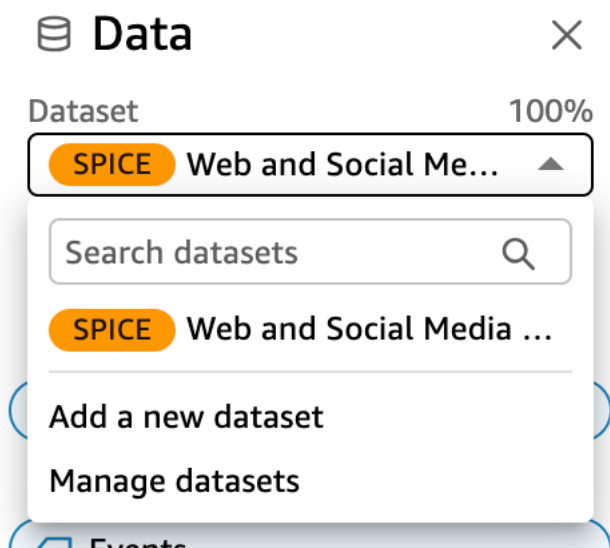 Data
Dataset 100%
SPICE Web and Social Me...
Search datasets
SPICE Web and Social Media ...
Add a new dataset
Manage datasets
Events